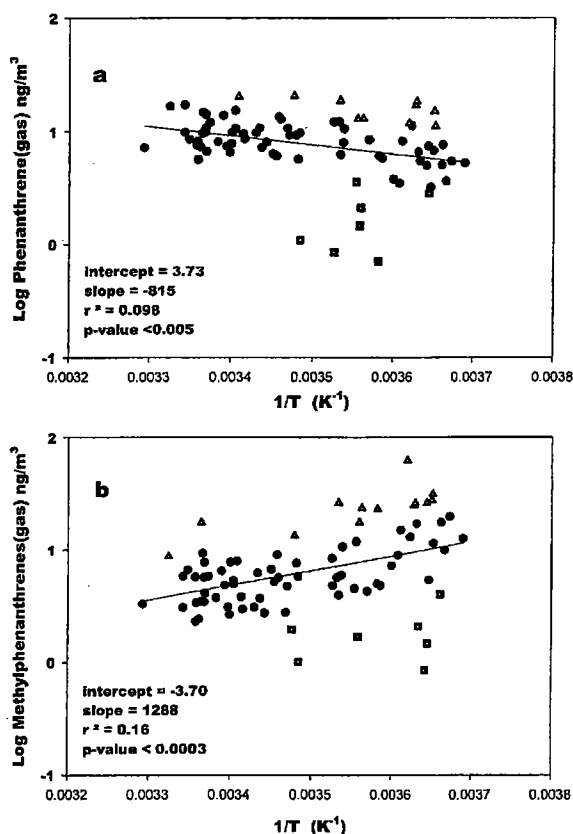 2
a
1
0
-1
Log Phenanthrene(gas) ng/m³
intercept = 3.73
slope = -815
r ² = 0.098
p-value <0.005
0.0032 0.0033 0.0034 0.0035 0.0036 0.0037 0.0038
1/T (K⁻¹)
2
b
1
0
-1
Log Methylphenanthrenes(gas) ng/m³
intercept = -3.70
slope = 1288
r ² = 0.16
p-value < 0.0003
0.0032 0.0033 0.0034 0.0035 0.0036 0.0037 0.0038
1/T (K⁻¹)